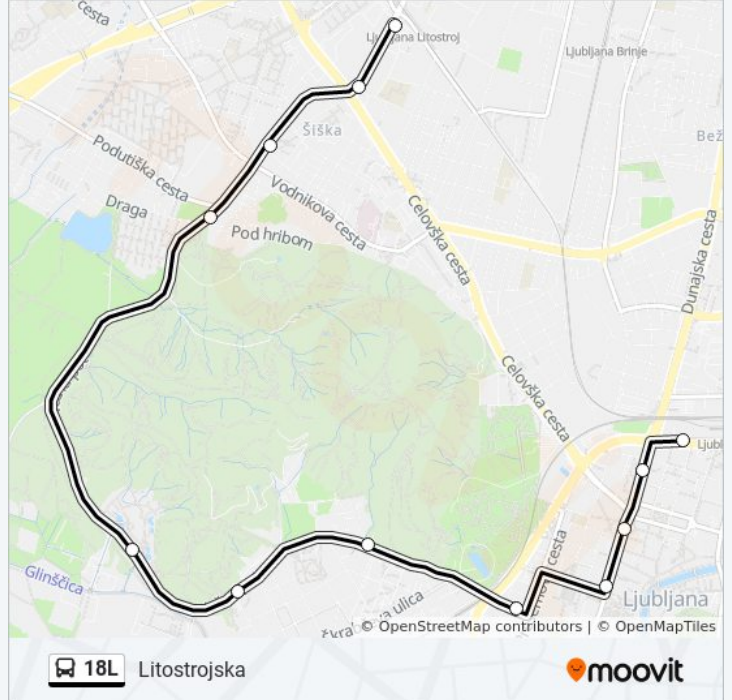 cesta
Ljubljana Litostroj
Ljubljana Brinje
Šiška
Bež
Podutiška cesta
Vodnikova cesta
Draga
Pod hribom
Celovška cesta
Dunajska cesta
Celovška cesta
Ljubl
Glinščica
cesta
ulica
Ljubljana
© OpenStreetMap contributors | © OpenMapTiles
18L
Litostrojska
moovit